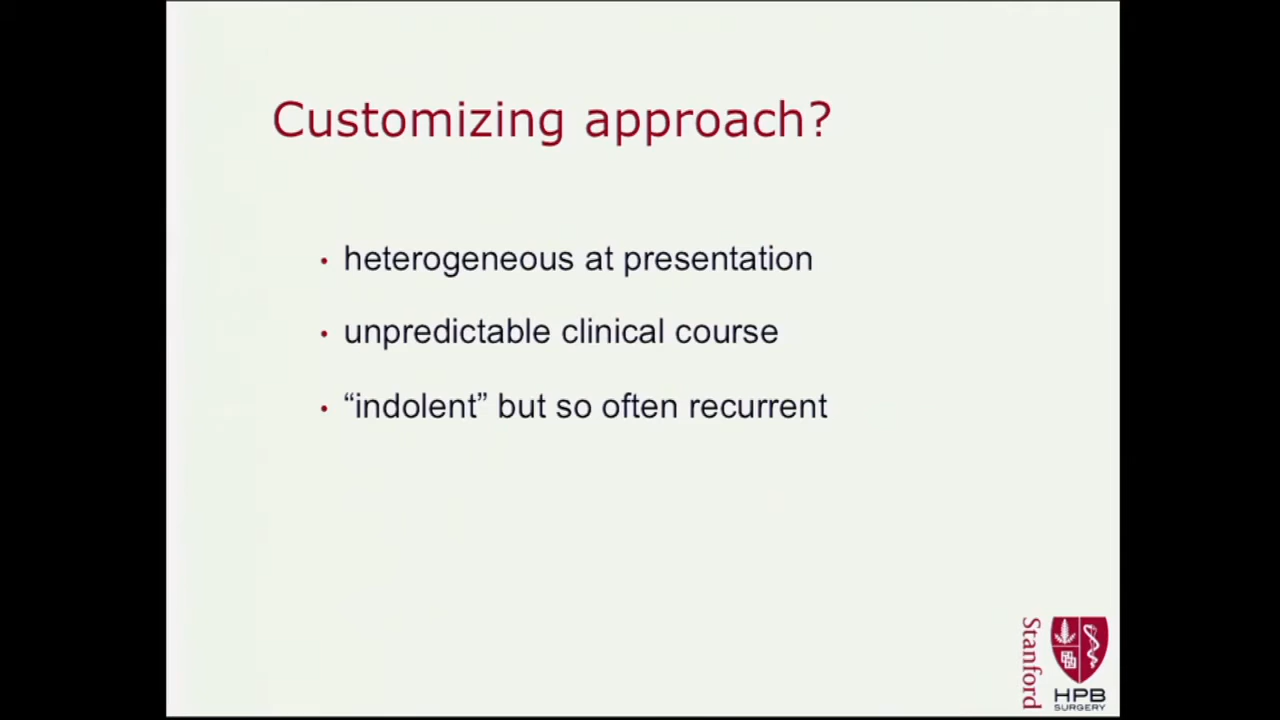 Customizing approach?
• heterogeneous at presentation
• unpredictable clinical course
• “indolent” but so often recurrent
Stanford
HPB
SURGERY